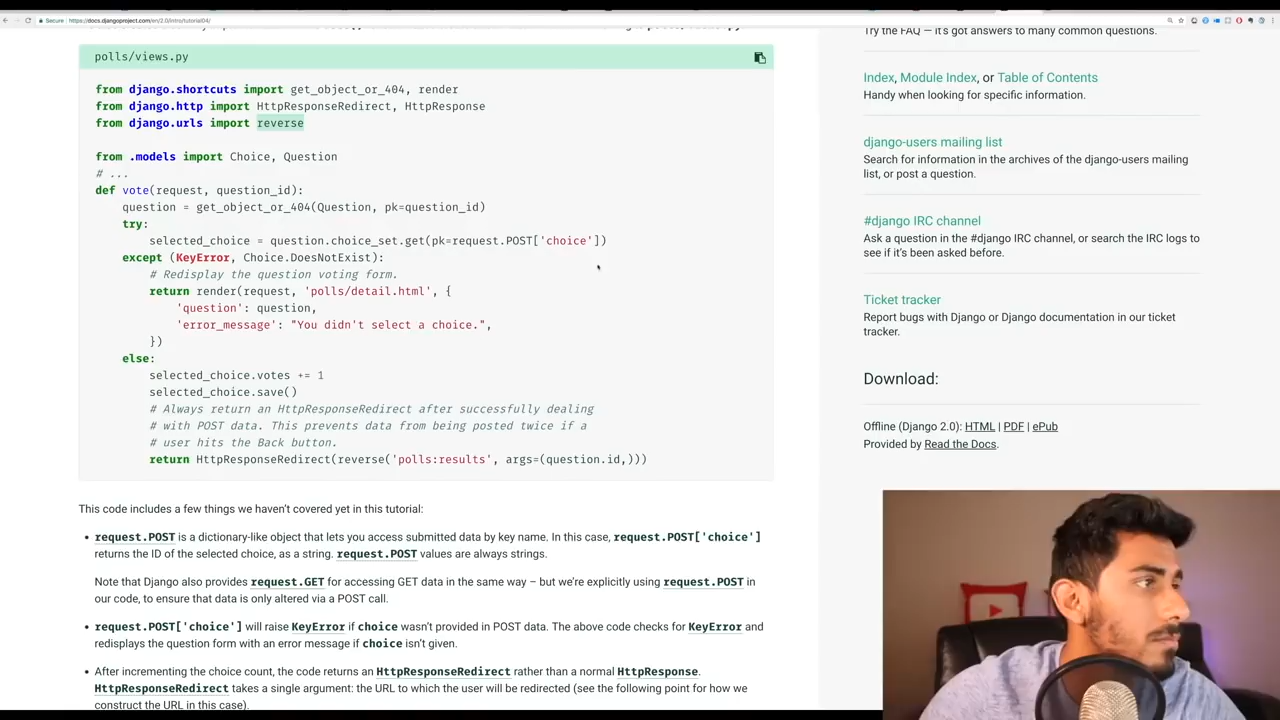 Secure | https://docs.djangoproject.com/en/2.0/intro/tutorial04/
polls/views.py
from django.shortcuts import get_object_or_404, render
from django.http import HttpResponseRedirect, HttpResponse
from django.urls import reverse
from .models import Choice, Question
# ...
def vote(request, question_id):
question = get_object_or_404(Question, pk=question_id)
try:
selected_choice = question.choice_set.get(pk=request.POST['choice'])
except (KeyError, Choice.DoesNotExist):
# Redisplay the question voting form.
return render(request, 'polls/detail.html', {
'question': question,
'error_message': "You didn't select a choice.",
})
else:
selected_choice.votes += 1
selected_choice.save()
# Always return an HttpResponseRedirect after successfully dealing
# with POST data. This prevents data from being posted twice if a
# user hits the Back button.
return HttpResponseRedirect(reverse('polls:results', args=(question.id,)))
This code includes a few things we haven't covered yet in this tutorial:
• request.POST is a dictionary-like object that lets you access submitted data by key name. In this case, request.POST['choice']
returns the ID of the selected choice, as a string. request.POST values are always strings.
Note that Django also provides request.GET for accessing GET data in the same way – but we're explicitly using request.POST in
our code, to ensure that data is only altered via a POST call.
• request.POST['choice'] will raise KeyError if choice wasn't provided in POST data. The above code checks for KeyError and
redisplays the question form with an error message if choice isn't given.
• After incrementing the choice count, the code returns an HttpResponseRedirect rather than a normal HttpResponse.
HttpResponseRedirect takes a single argument: the URL to which the user will be redirected (see the following point for how we
construct the URL in this case).
Try the FAQ — it's got answers to many common questions.
Index, Module Index, or Table of Contents
Handy when looking for specific information.
django-users mailing list
Search for information in the archives of the django-users mailing
list, or post a question.
#django IRC channel
Ask a question in the #django IRC channel, or search the IRC logs to
see if it's been asked before.
Ticket tracker
Report bugs with Django or Django documentation in our ticket
tracker.
Download:
Offline (Django 2.0): HTML | PDF | ePub
Provided by Read the Docs.